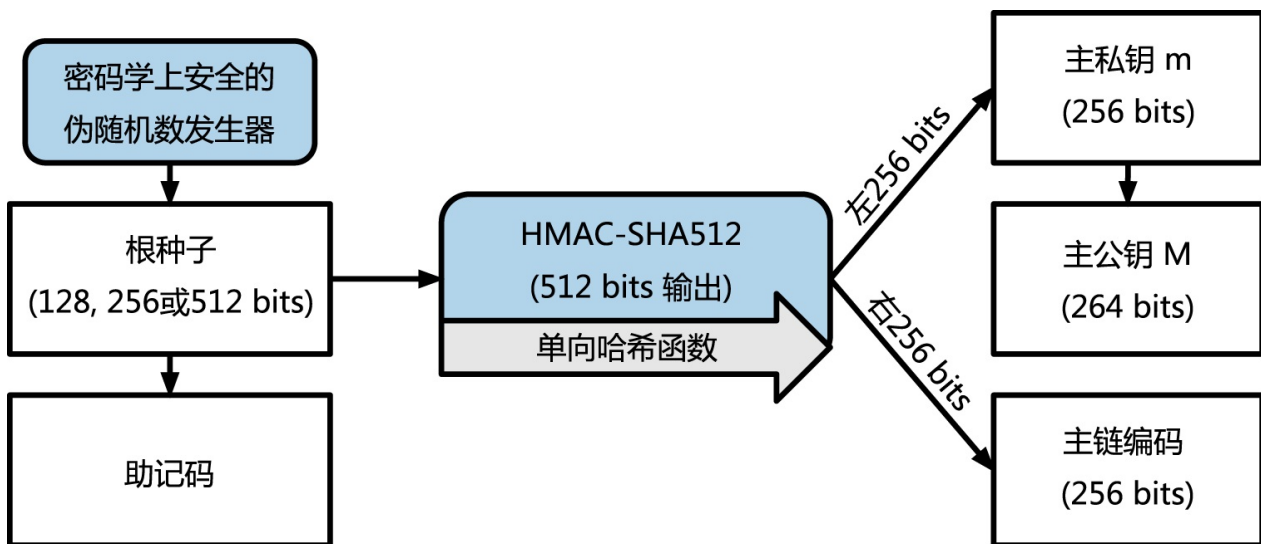 密码学上安全的
伪随机数发生器
根种子
(128, 256或512 bits)
助记码
HMAC-SHA512
(512 bits 输出)
单向哈希函数
左256 bits
右256 bits
主私钥 m
(256 bits)
主公钥 M
(264 bits)
主链编码
(256 bits)